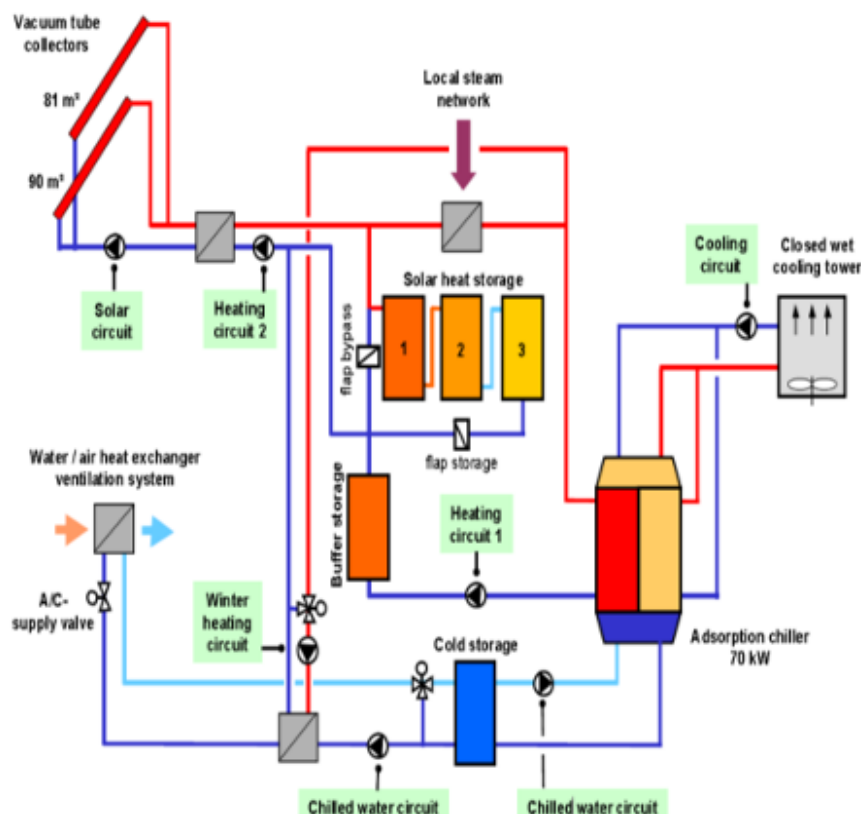 Vacuum tube
collectors
81 m²
90 m²
Local steam
network
Solar
circuit
Heating
circuit 2
flap bypass
Solar heat storage
1
2
3
Cooling
circuit
Closed wet
cooling tower
flap storage
Water / air heat exchanger
ventilation system
Buffer storage
Heating
circuit 1
A/C-
supply valve
Winter
heating
circuit
Cold storage
Adsorption chiller
70 kW
Chilled water circuit
Chilled water circuit